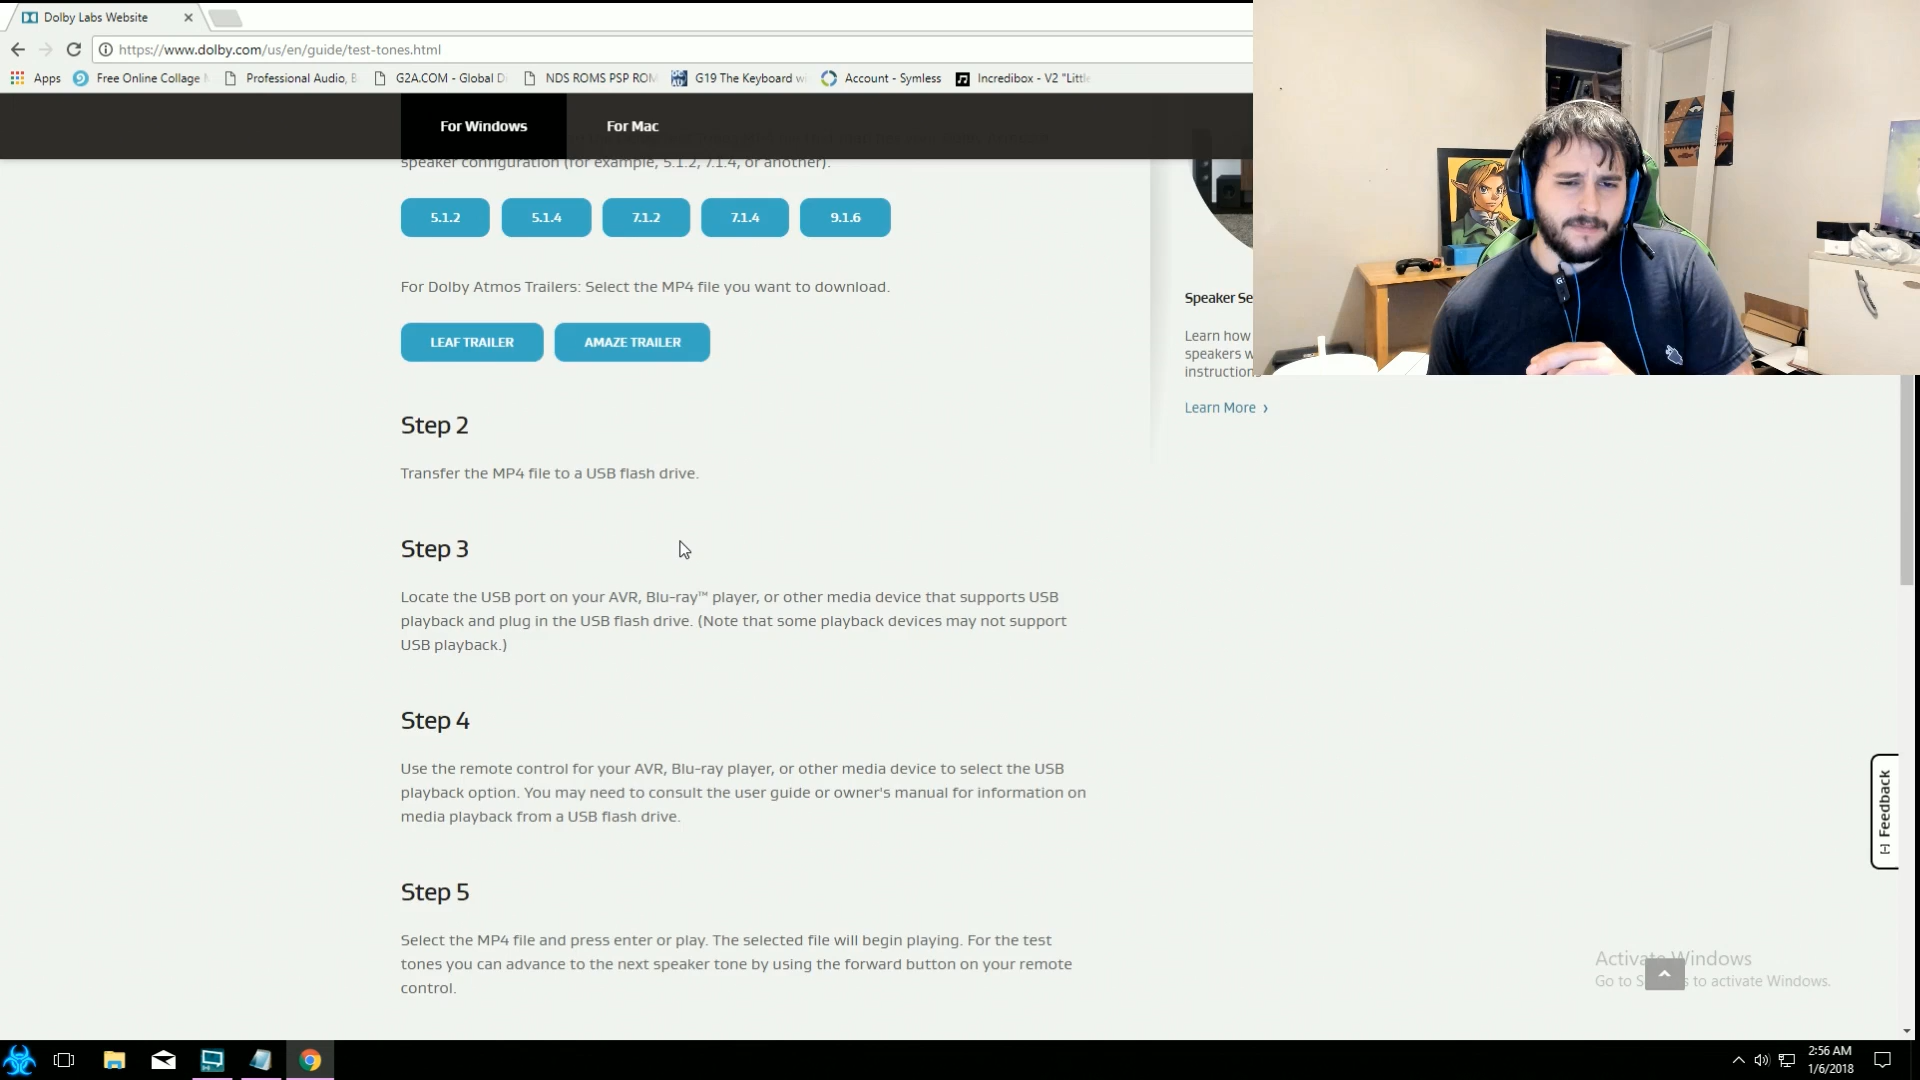 Dolby Labs Website
https://www.dolby.com/us/en/guide/test-tones.html
Apps Free Online Collage Professional Audio, B G2A.COM - Global D NDS ROMS PSP ROM G19 The Keyboard w Account - Symless Incredibox - V2 "Little
For Windows For Mac
speaker configuration (for example, 5.1.2, 7.1.4, or another).
5.1.2 5.1.4 7.1.2 7.1.4 9.1.6
For Dolby Atmos Trailers: Select the MP4 file you want to download.
LEAF TRAILER AMAZE TRAILER
Speaker Se
Learn how
speakers w
instruction
Learn More ›
Step 2
Transfer the MP4 file to a USB flash drive.
Step 3
Locate the USB port on your AVR, Blu-ray™ player, or other media device that supports USB
playback and plug in the USB flash drive. (Note that some playback devices may not support
USB playback.)
Step 4
Use the remote control for your AVR, Blu-ray player, or other media device to select the USB
playback option. You may need to consult the user guide or owner's manual for information on
media playback from a USB flash drive.
Step 5
Select the MP4 file and press enter or play. The selected file will begin playing. For the test
tones you can advance to the next speaker tone by using the forward button on your remote
control.
[-] Feedback
Activate Windows
Go to S s to activate Windows.
2:56 AM
1/6/2018